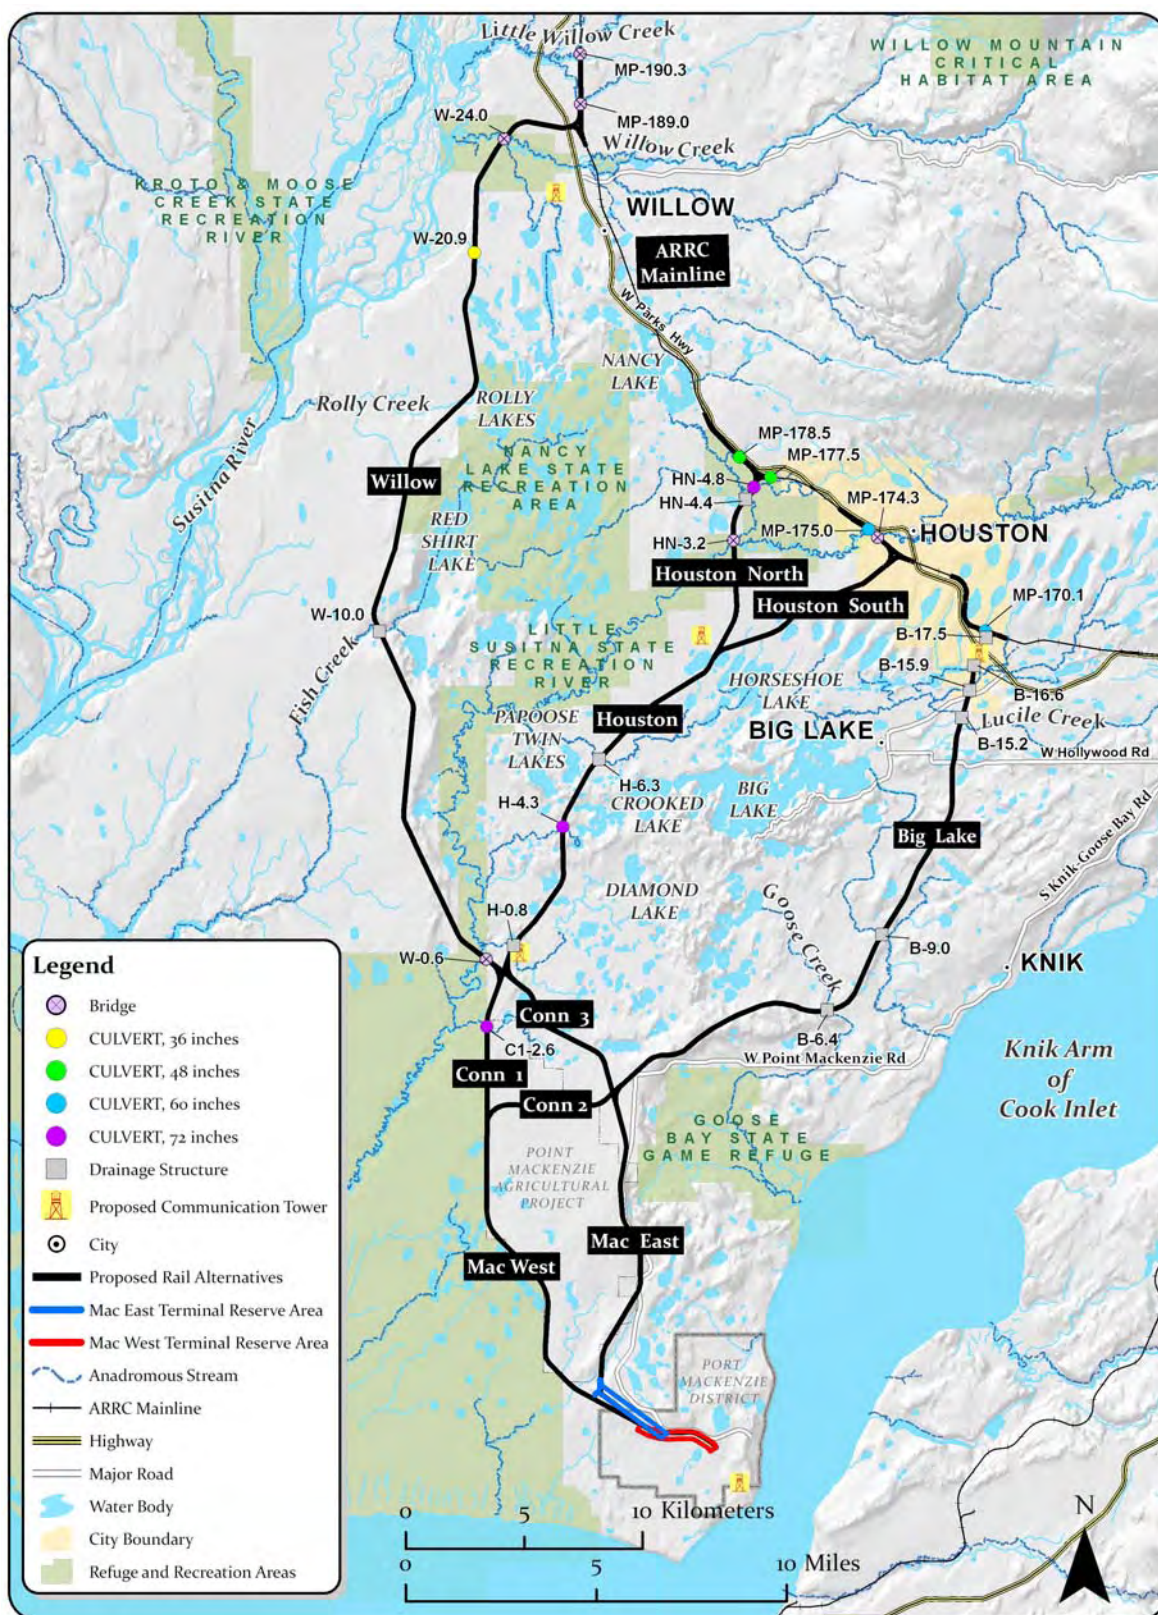 Little Willow Creek
MP-190.3
WILLOW MOUNTAIN
CRITICAL
HABITAT AREA
W-24.0
MP-189.0
Willow Creek
KROTO & MOOSE
CREEK STATE
RECREATION
RIVER
WILLOW
W-20.9
ARRC
Mainline
W Parks Hwy
NANCY
LAKE
Rolly Creek
ROLLY
LAKES
Susitna River
MP-178.5
MP-177.5
Willow
NANCY
LAKE STATE
RECREATION
AREA
HN-4.8
HN-4.4
MP-174.3
MP-175.0
HOUSTON
RED
SHIRT
LAKE
HN-3.2
Houston North
Houston South
MP-170.1
W-10.0
Fish Creek
LITTLE
SUSITNA STATE
RECREATION
RIVER
B-17.5
B-15.9
B-16.6
HORSESHOE
LAKE
Houston
PAPOOSE
TWIN
LAKES
BIG LAKE
Lucile Creek
B-15.2
W Hollywood Rd
H-6.3
BIG
LAKE
H-4.3
CROOKED
LAKE
Big Lake
S Knik-Goose Bay Rd
DIAMOND
LAKE
Goose Creek
H-0.8
B-9.0
W-0.6
KNIK
Conn 3
B-6.4
C1-2.6
W Point Mackenzie Rd
Conn 1
Knik Arm
of
Cook Inlet
Conn 2
GOOSE
BAY STATE
GAME REFUGE
POINT
MACKENZIE
AGRICULTURAL
PROJECT
Mac East
Mac West
PORT
MACKENZIE
DISTRICT
Legend
Bridge
CULVERT, 36 inches
CULVERT, 48 inches
CULVERT, 60 inches
CULVERT, 72 inches
Drainage Structure
Proposed Communication Tower
City
Proposed Rail Alternatives
Mac East Terminal Reserve Area
Mac West Terminal Reserve Area
Anadromous Stream
ARRC Mainline
Highway
Major Road
Water Body
City Boundary
Refuge and Recreation Areas
0 5 10 Kilometers
0 5 10 Miles
N